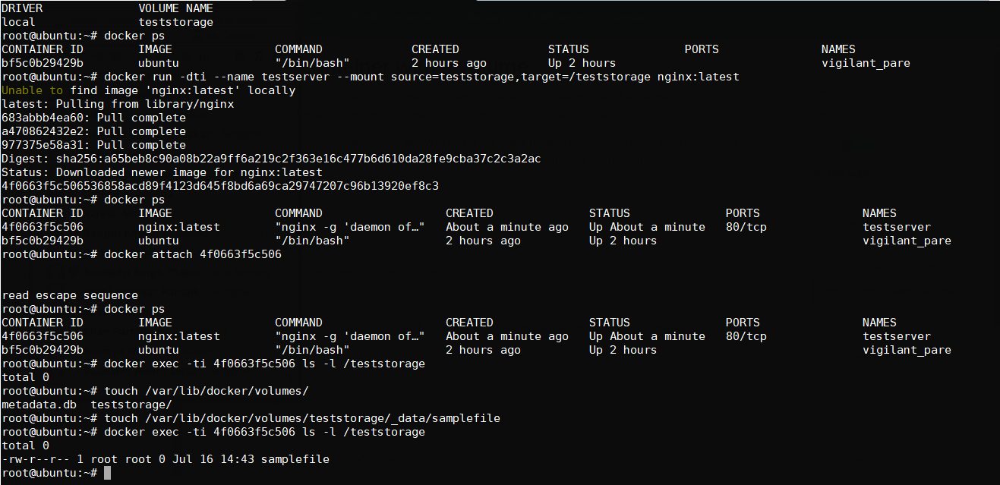 DRIVER              VOLUME NAME
local               teststorage
root@ubuntu:~# docker ps
CONTAINER ID        IMAGE               COMMAND             CREATED             STATUS              PORTS               NAMES
bf5c0b29429b        ubuntu              "/bin/bash"         2 hours ago         Up 2 hours                              vigilant_pare
root@ubuntu:~# docker run -dti --name testserver --mount source=teststorage,target=/teststorage nginx:latest
Unable to find image 'nginx:latest' locally
latest: Pulling from library/nginx
683abbb4ea60: Pull complete
a470862432e2: Pull complete
977375e58a31: Pull complete
Digest: sha256:a65beb8c90a08b22a9ff6a219c2f363e16c477b6d610da28fe9cba37c2c3a2ac
Status: Downloaded newer image for nginx:latest
4f0663f5c506536858acd89f4123d645f8bd6a69ca29747207c96b13920ef8c3
root@ubuntu:~# docker ps
CONTAINER ID        IMAGE               COMMAND                  CREATED              STATUS              PORTS               NAMES
4f0663f5c506        nginx:latest        "nginx -g 'daemon of…"   About a minute ago   Up About a minute   80/tcp              testserver
bf5c0b29429b        ubuntu              "/bin/bash"              2 hours ago          Up 2 hours                              vigilant_pare
root@ubuntu:~# docker attach 4f0663f5c506
read escape sequence
root@ubuntu:~# docker ps
CONTAINER ID        IMAGE               COMMAND                  CREATED              STATUS              PORTS               NAMES
4f0663f5c506        nginx:latest        "nginx -g 'daemon of…"   About a minute ago   Up About a minute   80/tcp              testserver
bf5c0b29429b        ubuntu              "/bin/bash"              2 hours ago          Up 2 hours                              vigilant_pare
root@ubuntu:~# docker exec -ti 4f0663f5c506 ls -l /teststorage
total 0
root@ubuntu:~# touch /var/lib/docker/volumes/
metadata.db  teststorage/
root@ubuntu:~# touch /var/lib/docker/volumes/teststorage/_data/samplefile
root@ubuntu:~# docker exec -ti 4f0663f5c506 ls -l /teststorage
total 0
-rw-r--r-- 1 root root 0 Jul 16 14:43 samplefile
root@ubuntu:~#